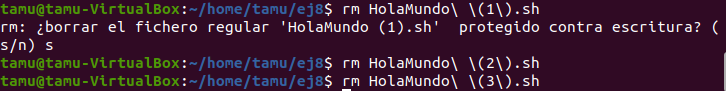 tamu@tamu-VirtualBox:~/home/tamu/ej8$ rm HolaMundo\ \(1\).sh
rm: ¿borrar el fichero regular 'HolaMundo (1).sh'  protegido contra escritura? (
s/n) s
tamu@tamu-VirtualBox:~/home/tamu/ej8$ rm HolaMundo\ \(2\).sh
tamu@tamu-VirtualBox:~/home/tamu/ej8$ rm HolaMundo\ \(3\).sh